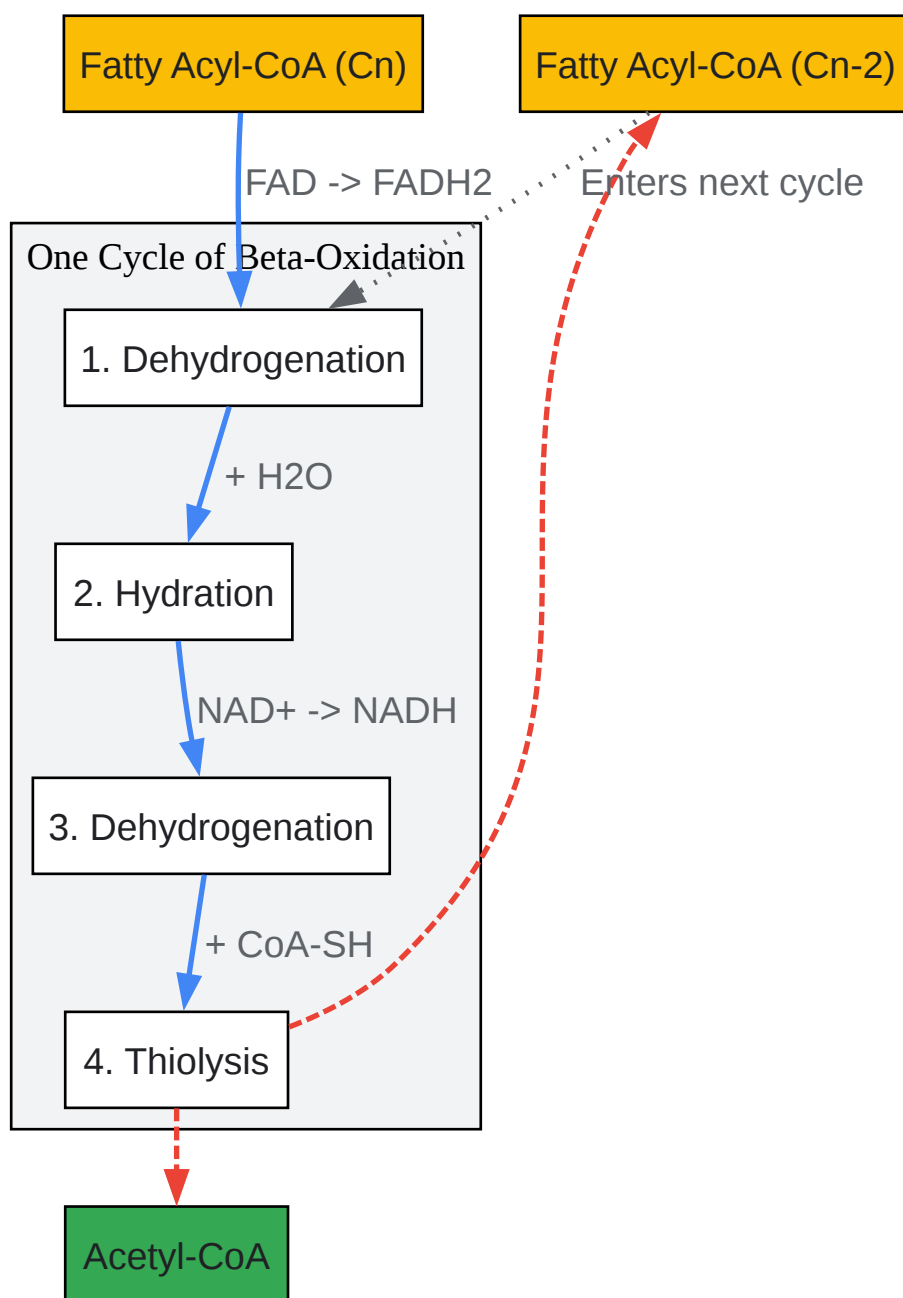 Fatty Acyl-CoA (Cn)
Fatty Acyl-CoA (Cn-2)
FAD -> FADH2
Enters next cycle
One Cycle of Beta-Oxidation
1. Dehydrogenation
+ H2O
2. Hydration
NAD+ -> NADH
3. Dehydrogenation
+ CoA-SH
4. Thiolysis
Acetyl-CoA